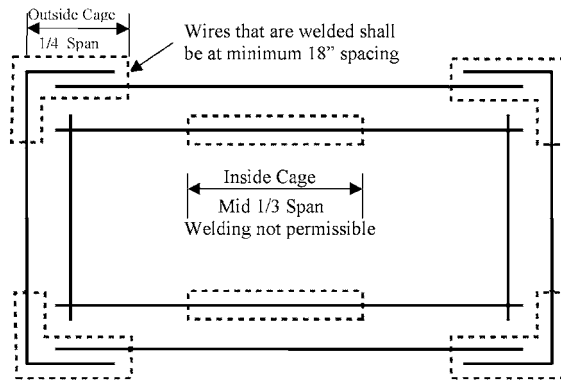 Outside Cage
1/4 Span
Wires that are welded shall
be at minimum 18" spacing
Inside Cage
Mid 1/3 Span
Welding not permissible